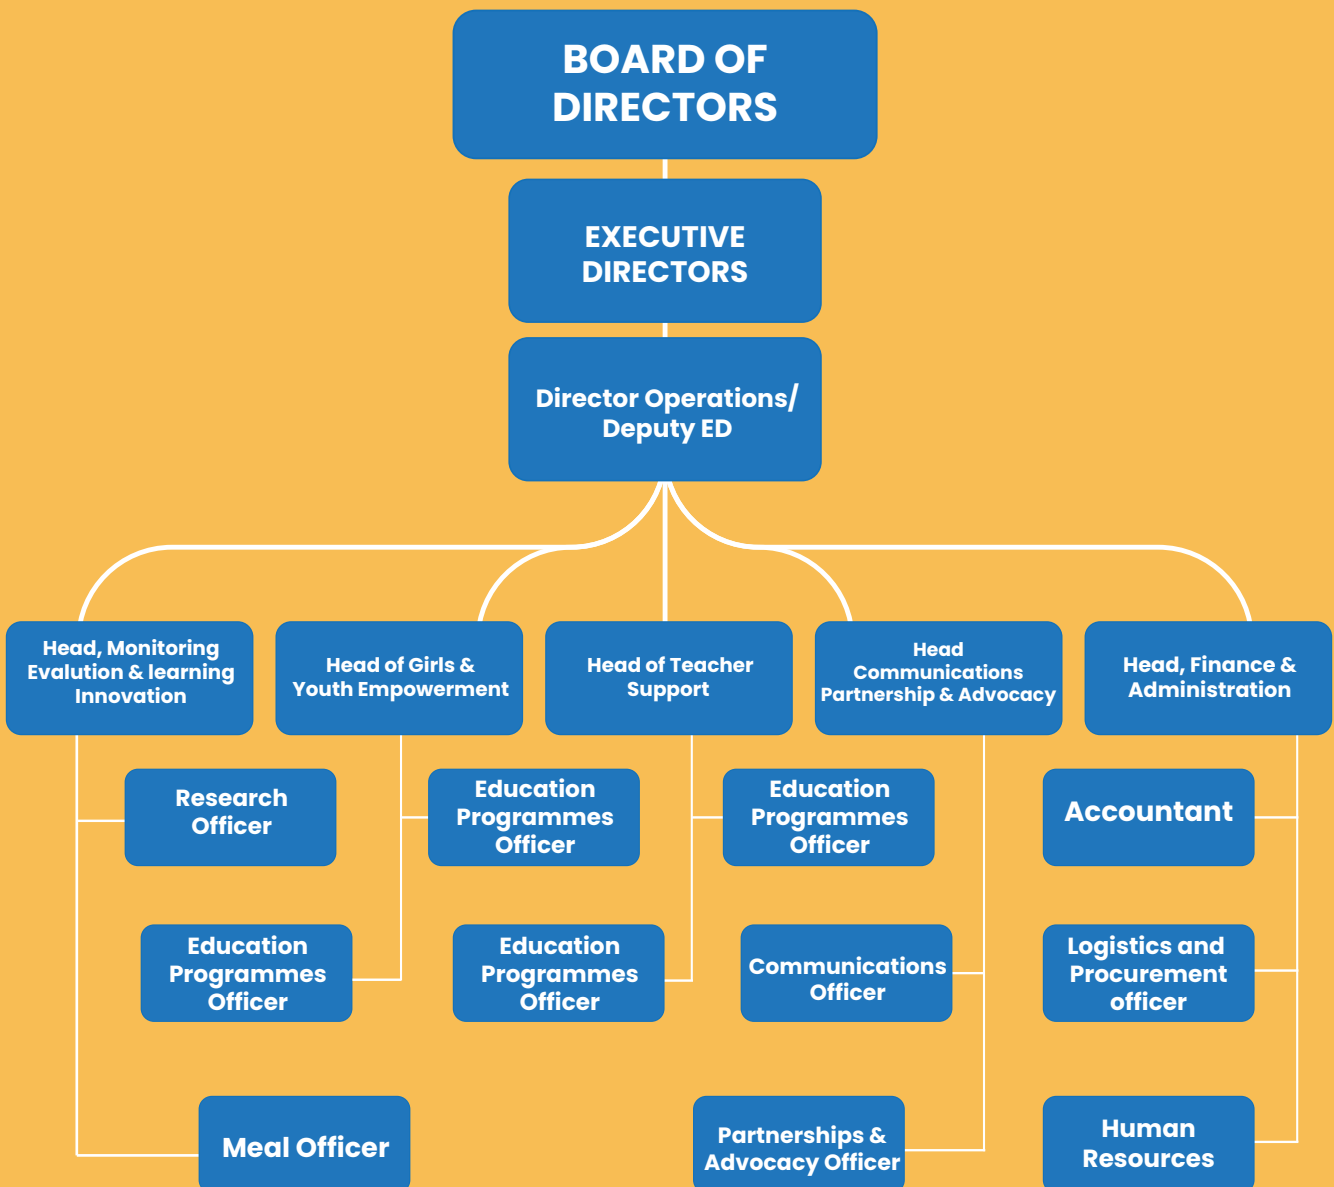 BOARD OF
DIRECTORS
EXECUTIVE
DIRECTORS
Director Operations/
Deputy ED
Head, Monitoring
Evalution & learning
Innovation
Head of Girls &
Youth Empowerment
Head of Teacher
Support
Head
Communications
Partnership & Advocacy
Head, Finance &
Administration
Research
Officer
Education
Programmes
Officer
Education
Programmes
Officer
Accountant
Education
Programmes
Officer
Education
Programmes
Officer
Communications
Officer
Logistics and
Procurement
officer
Meal Officer
Partnerships &
Advocacy Officer
Human
Resources